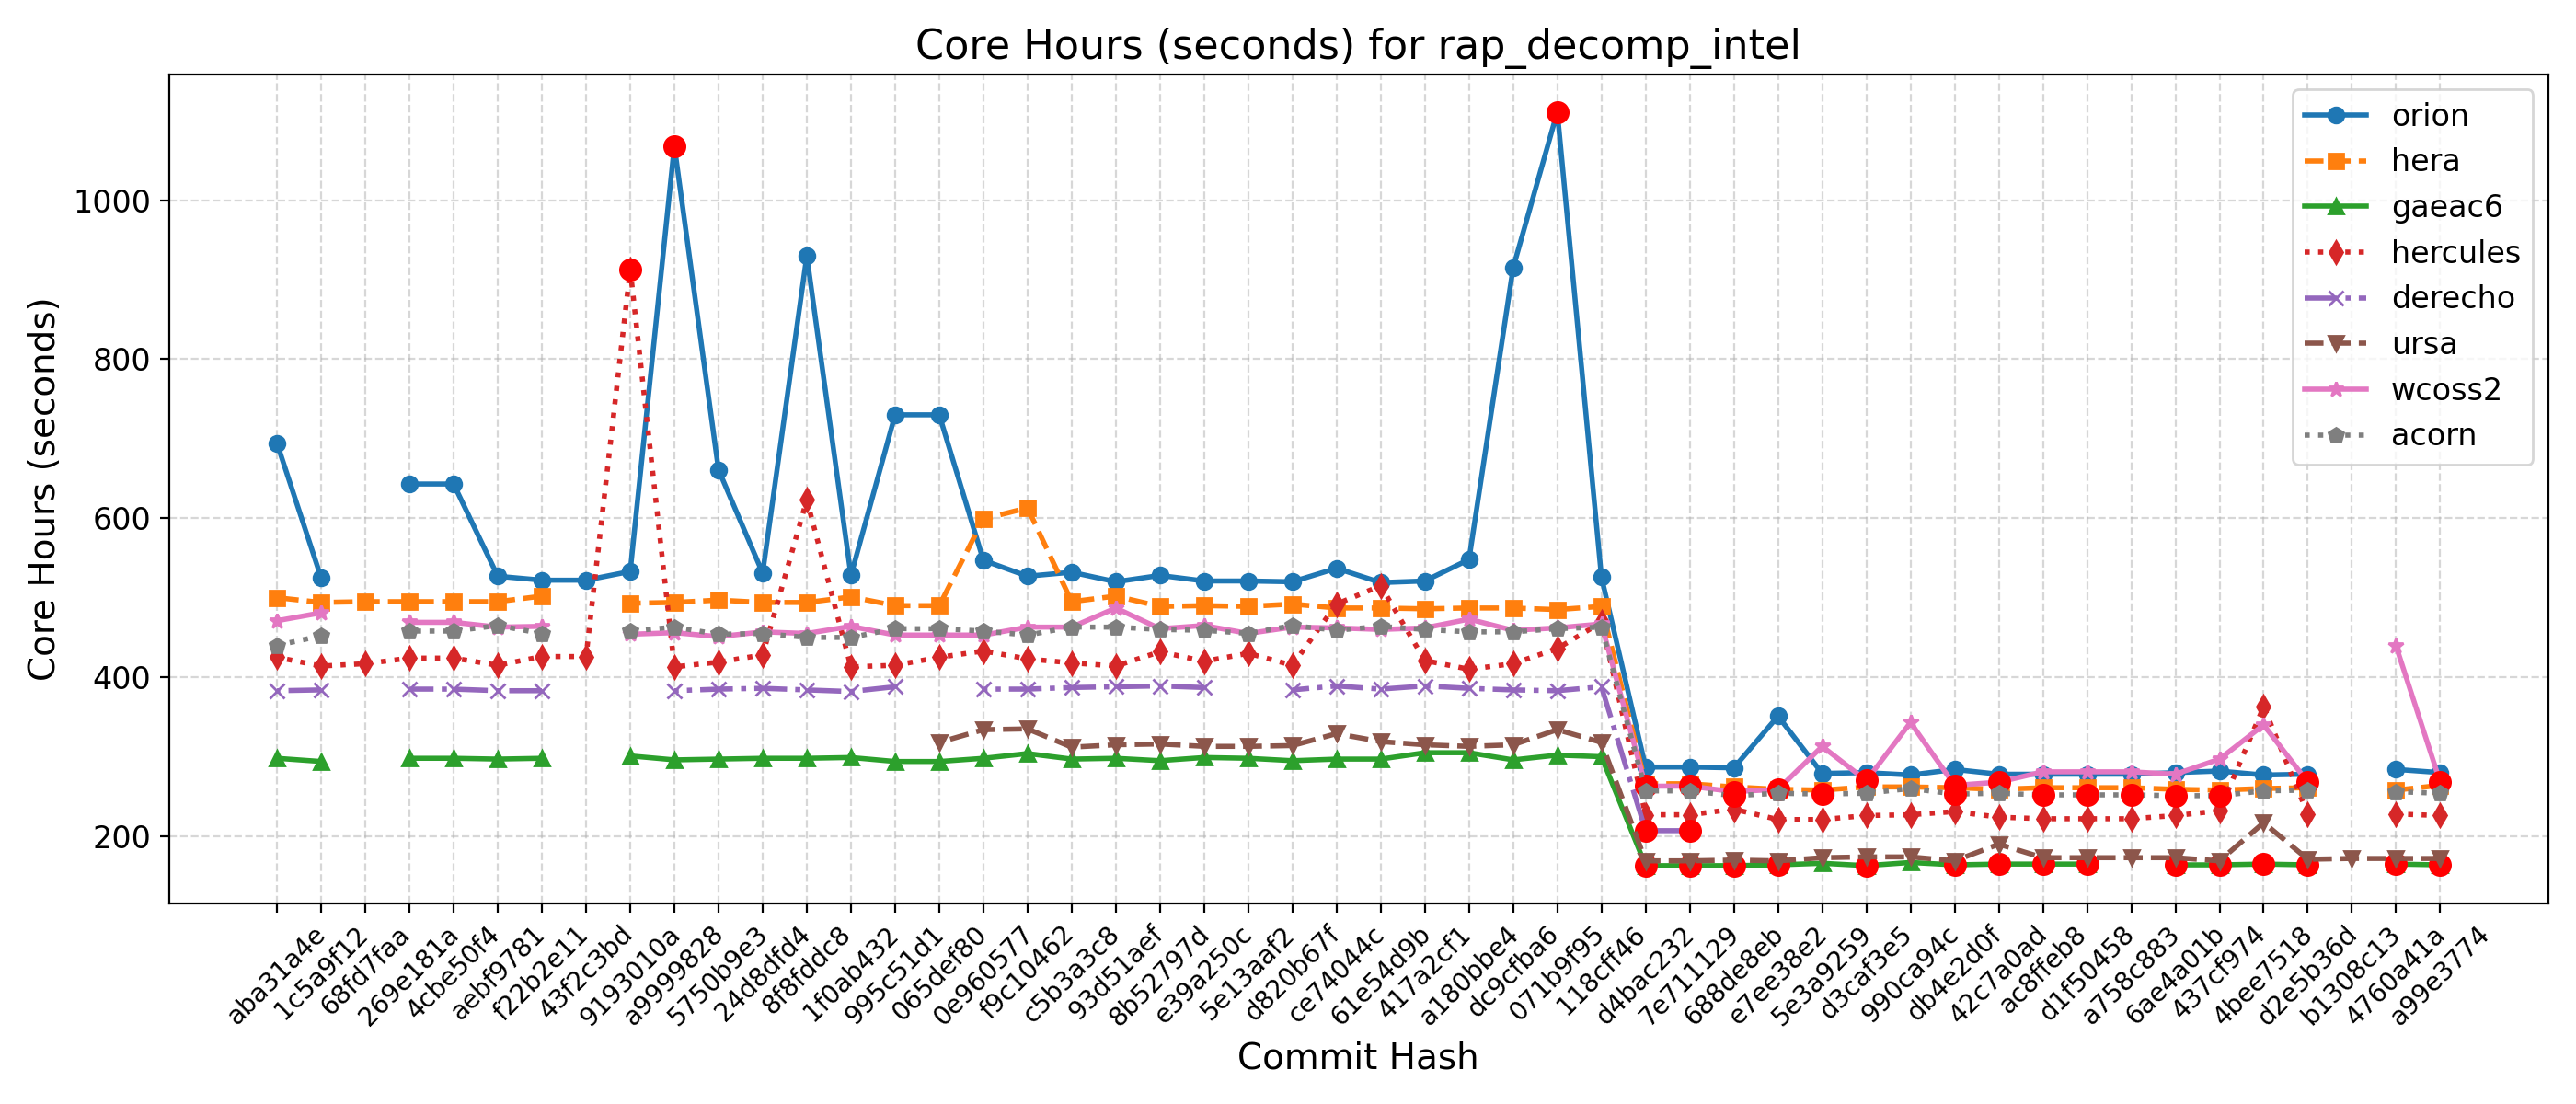 Core Hours (seconds) for rap_decomp_intel
Core Hours (seconds)
1000
800
600
400
200
orion
hera
gaeac6
hercules
derecho
ursa
wcoss2
acorn
aba31a4e
1c5a9f12
68fd7faa
269e181a
4cbe50f4
aebf9781
f22b2e11
43f2c3bd
9193010a
a9999828
5750b9e3
24d8dfd4
8f8fddc8
1f0ab432
995c51d1
065def80
0e960577
f9c10462
c5b3a3c8
93d51aef
8b52797d
e39a250c
5e13aaf2
d820b67f
ce74044c
61e54d9b
417a2cf1
a180bbe4
dc9cfba6
071b9f95
118cff46
d4bac232
7e711129
688de8eb
e7ee38e2
5e3a9259
d3caf3e5
990ca94c
db4e2d0f
42c7a0ad
ac8ffeb8
d1f50458
a758c883
6ae4a01b
437cf974
4bee7518
d2e5b36d
b1308c13
4760a41a
a99e3774
Commit Hash